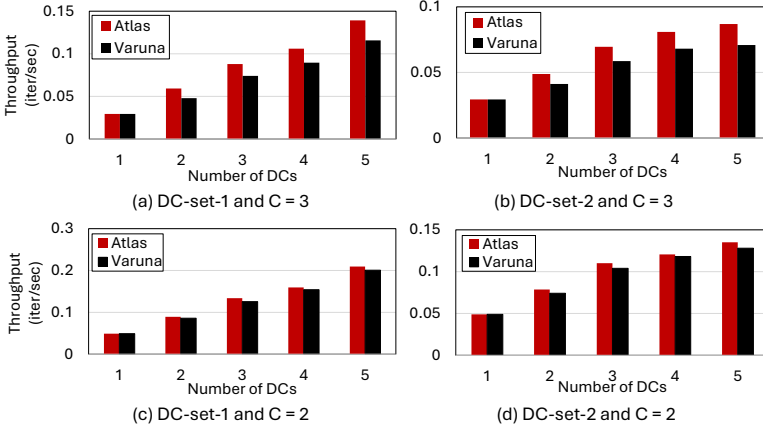 Throughput
(iter/sec)
0.15
0.1
0.05
0
Atlas
Varuna
1 2 3 4 5
Number of DCs
(a) DC-set-1 and C = 3
0.1
0.05
0
Atlas
Varuna
1 2 3 4 5
Number of DCs
(b) DC-set-2 and C = 3
Throughput
(iter/sec)
0.3
0.2
0.1
0
Atlas
Varuna
1 2 3 4 5
Number of DCs
(c) DC-set-1 and C = 2
0.15
0.1
0.05
0
Atlas
Varuna
1 2 3 4 5
Number of DCs
(d) DC-set-2 and C = 2